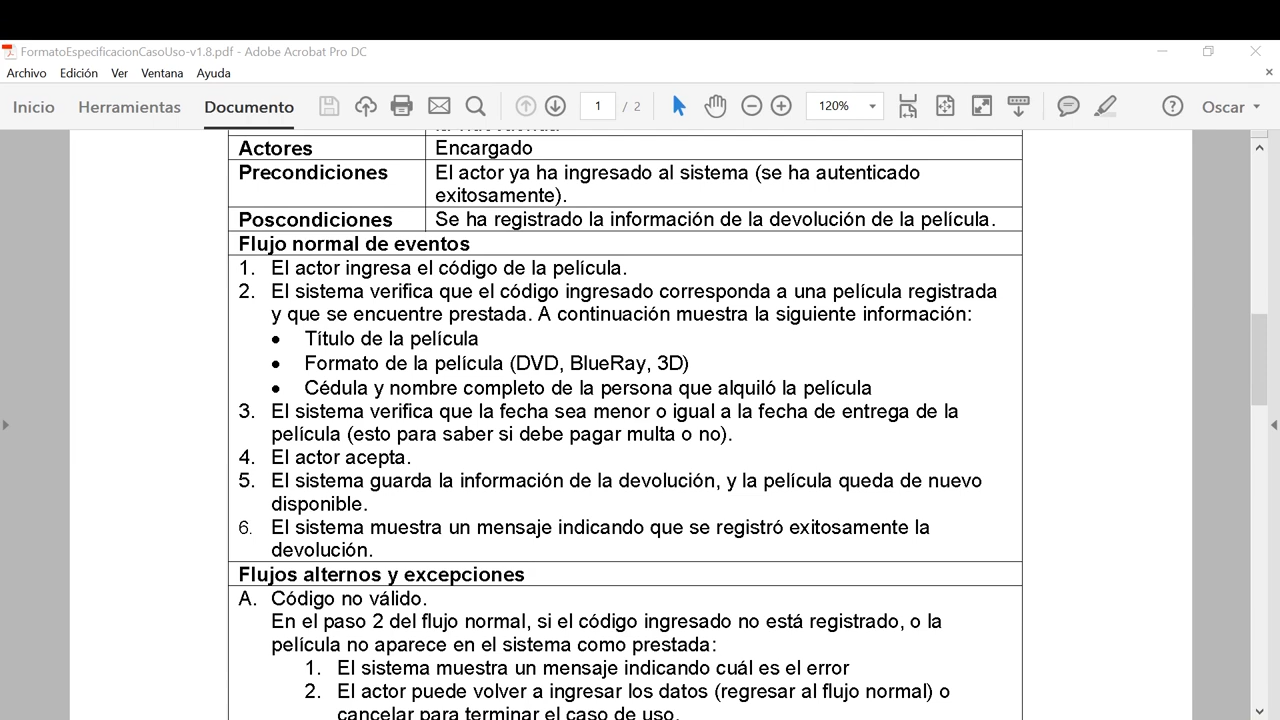 FormatoEspecificacionCasoUso-v1.8.pdf - Adobe Acrobat Pro DC
Archivo Edición Ver Ventana Ayuda
Inicio Herramientas Documento 1 / 2 120% Oscar
Actores Encargado
Precondiciones El actor ya ha ingresado al sistema (se ha autenticado
exitosamente).
Poscondiciones Se ha registrado la información de la devolución de la película.
Flujo normal de eventos
1. El actor ingresa el código de la película.
2. El sistema verifica que el código ingresado corresponda a una película registrada
y que se encuentre prestada. A continuación muestra la siguiente información:
• Título de la película
• Formato de la película (DVD, BlueRay, 3D)
• Cédula y nombre completo de la persona que alquiló la película
3. El sistema verifica que la fecha sea menor o igual a la fecha de entrega de la
película (esto para saber si debe pagar multa o no).
4. El actor acepta.
5. El sistema guarda la información de la devolución, y la película queda de nuevo
disponible.
6. El sistema muestra un mensaje indicando que se registró exitosamente la
devolución.
Flujos alternos y excepciones
A. Código no válido.
En el paso 2 del flujo normal, si el código ingresado no está registrado, o la
película no aparece en el sistema como prestada:
1. El sistema muestra un mensaje indicando cuál es el error
2. El actor puede volver a ingresar los datos (regresar al flujo normal) o
cancelar para terminar el caso de uso.